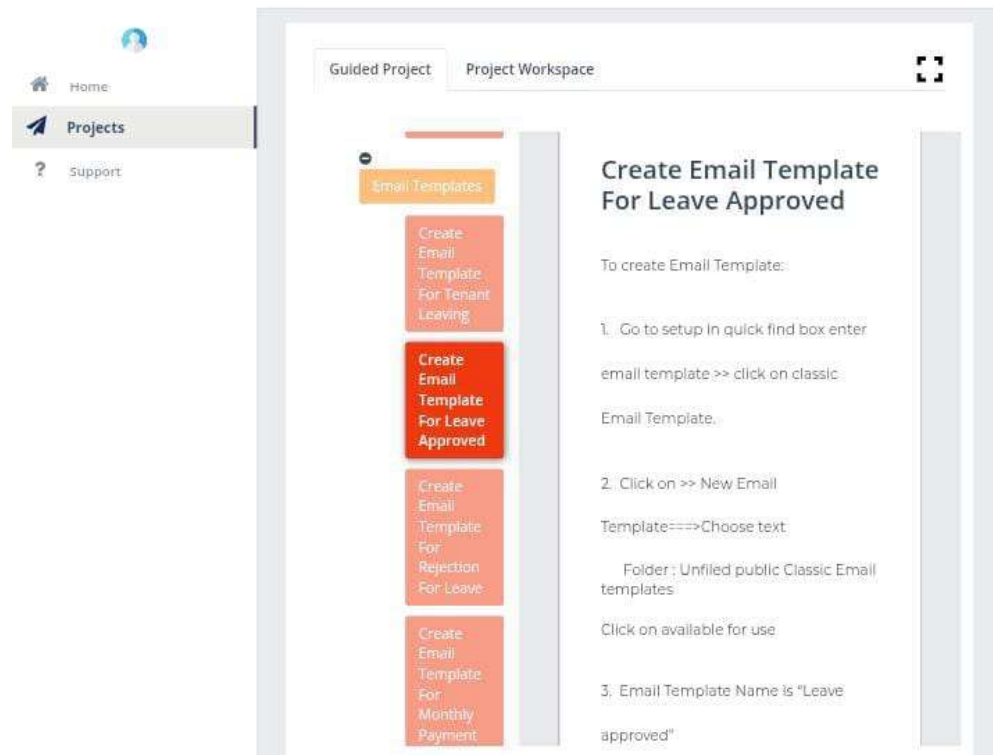 Home
Projects
Support
Guided Project
Project Workspace
Email Templates
Create
Email
Template
For Tenant
Leaving
Create
Email
Template
For Leave
Approved
Create
Email
Template
For
Rejection
For Leave
Create
Email
Template
For
Monthly
Payment
Create Email Template
For Leave Approved
To create Email Template:
1. Go to setup in quick find box enter
email template >> click on classic
Email Template.
2. Click on >> New Email
Template===>Choose text
Folder : Unfiled public Classic Email
templates
Click on available for use
3. Email Template Name is “Leave
approved”